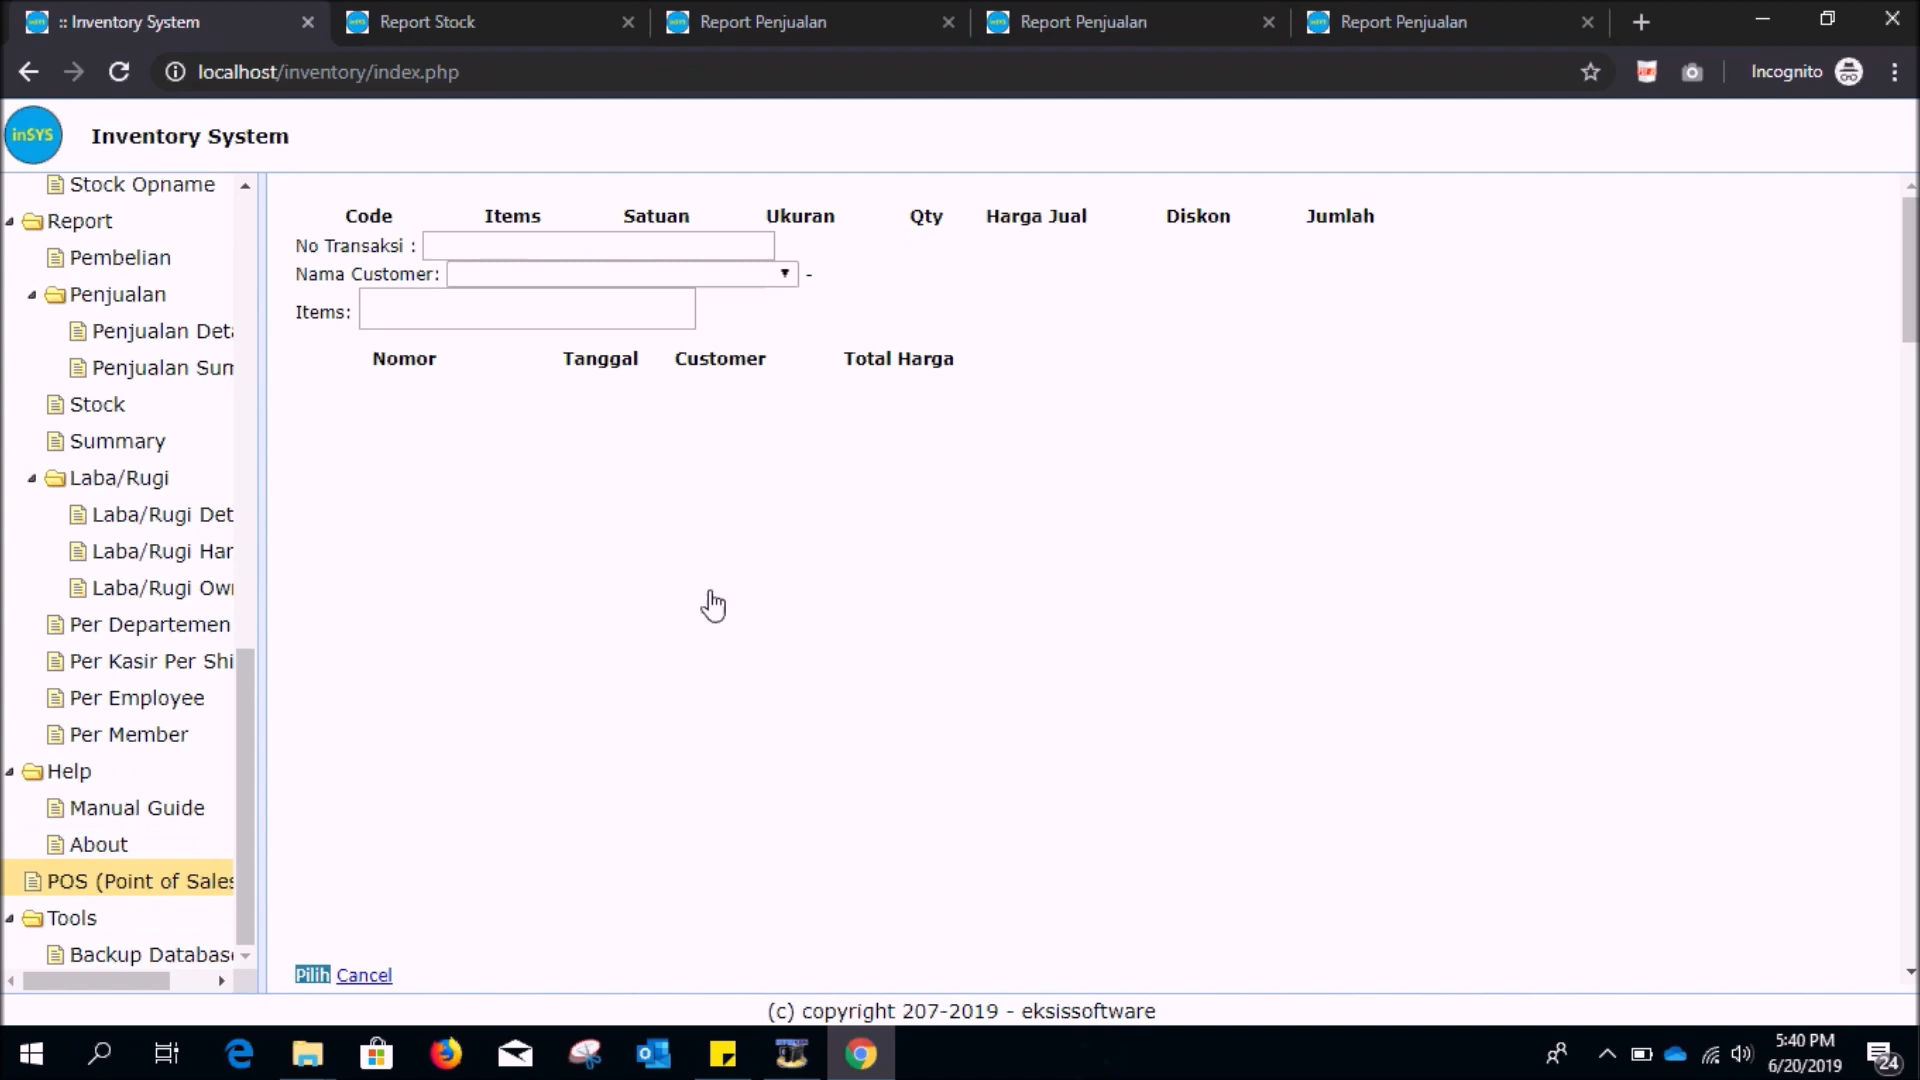 :: Inventory System
Report Stock
Report Penjualan
Report Penjualan
Report Penjualan
localhost/inventory/index.php
Incognito
inSYS
Inventory System
Stock Opname
Report
Pembelian
Penjualan
Penjualan Deta
Penjualan Sum
Stock
Summary
Laba/Rugi
Laba/Rugi Det
Laba/Rugi Har
Laba/Rugi Ow
Per Departemen
Per Kasir Per Shi
Per Employee
Per Member
Help
Manual Guide
About
POS (Point of Sales
Tools
Backup Databas
Code Items Satuan Ukuran Qty Harga Jual Diskon Jumlah
No Transaksi :
Nama Customer: -
Items:
Nomor Tanggal Customer Total Harga
Pilih Cancel
(c) copyright 207-2019 - eksissoftware
5:40 PM
6/20/2019
24